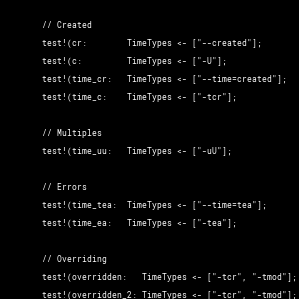 // Created
test!(cr:        TimeTypes <- ["--created"];
test!(c:         TimeTypes <- ["-U"];
test!(time_cr:   TimeTypes <- ["--time=created"];
test!(time_c:    TimeTypes <- ["-tcr"];
// Multiples
test!(time_uu:   TimeTypes <- ["-uU"];
// Errors
test!(time_tea:  TimeTypes <- ["--time=tea"];
test!(time_ea:   TimeTypes <- ["-tea"];
// Overriding
test!(overridden:   TimeTypes <- ["-tcr", "-tmod"];
test!(overridden_2: TimeTypes <- ["-tcr", "-tmod"];